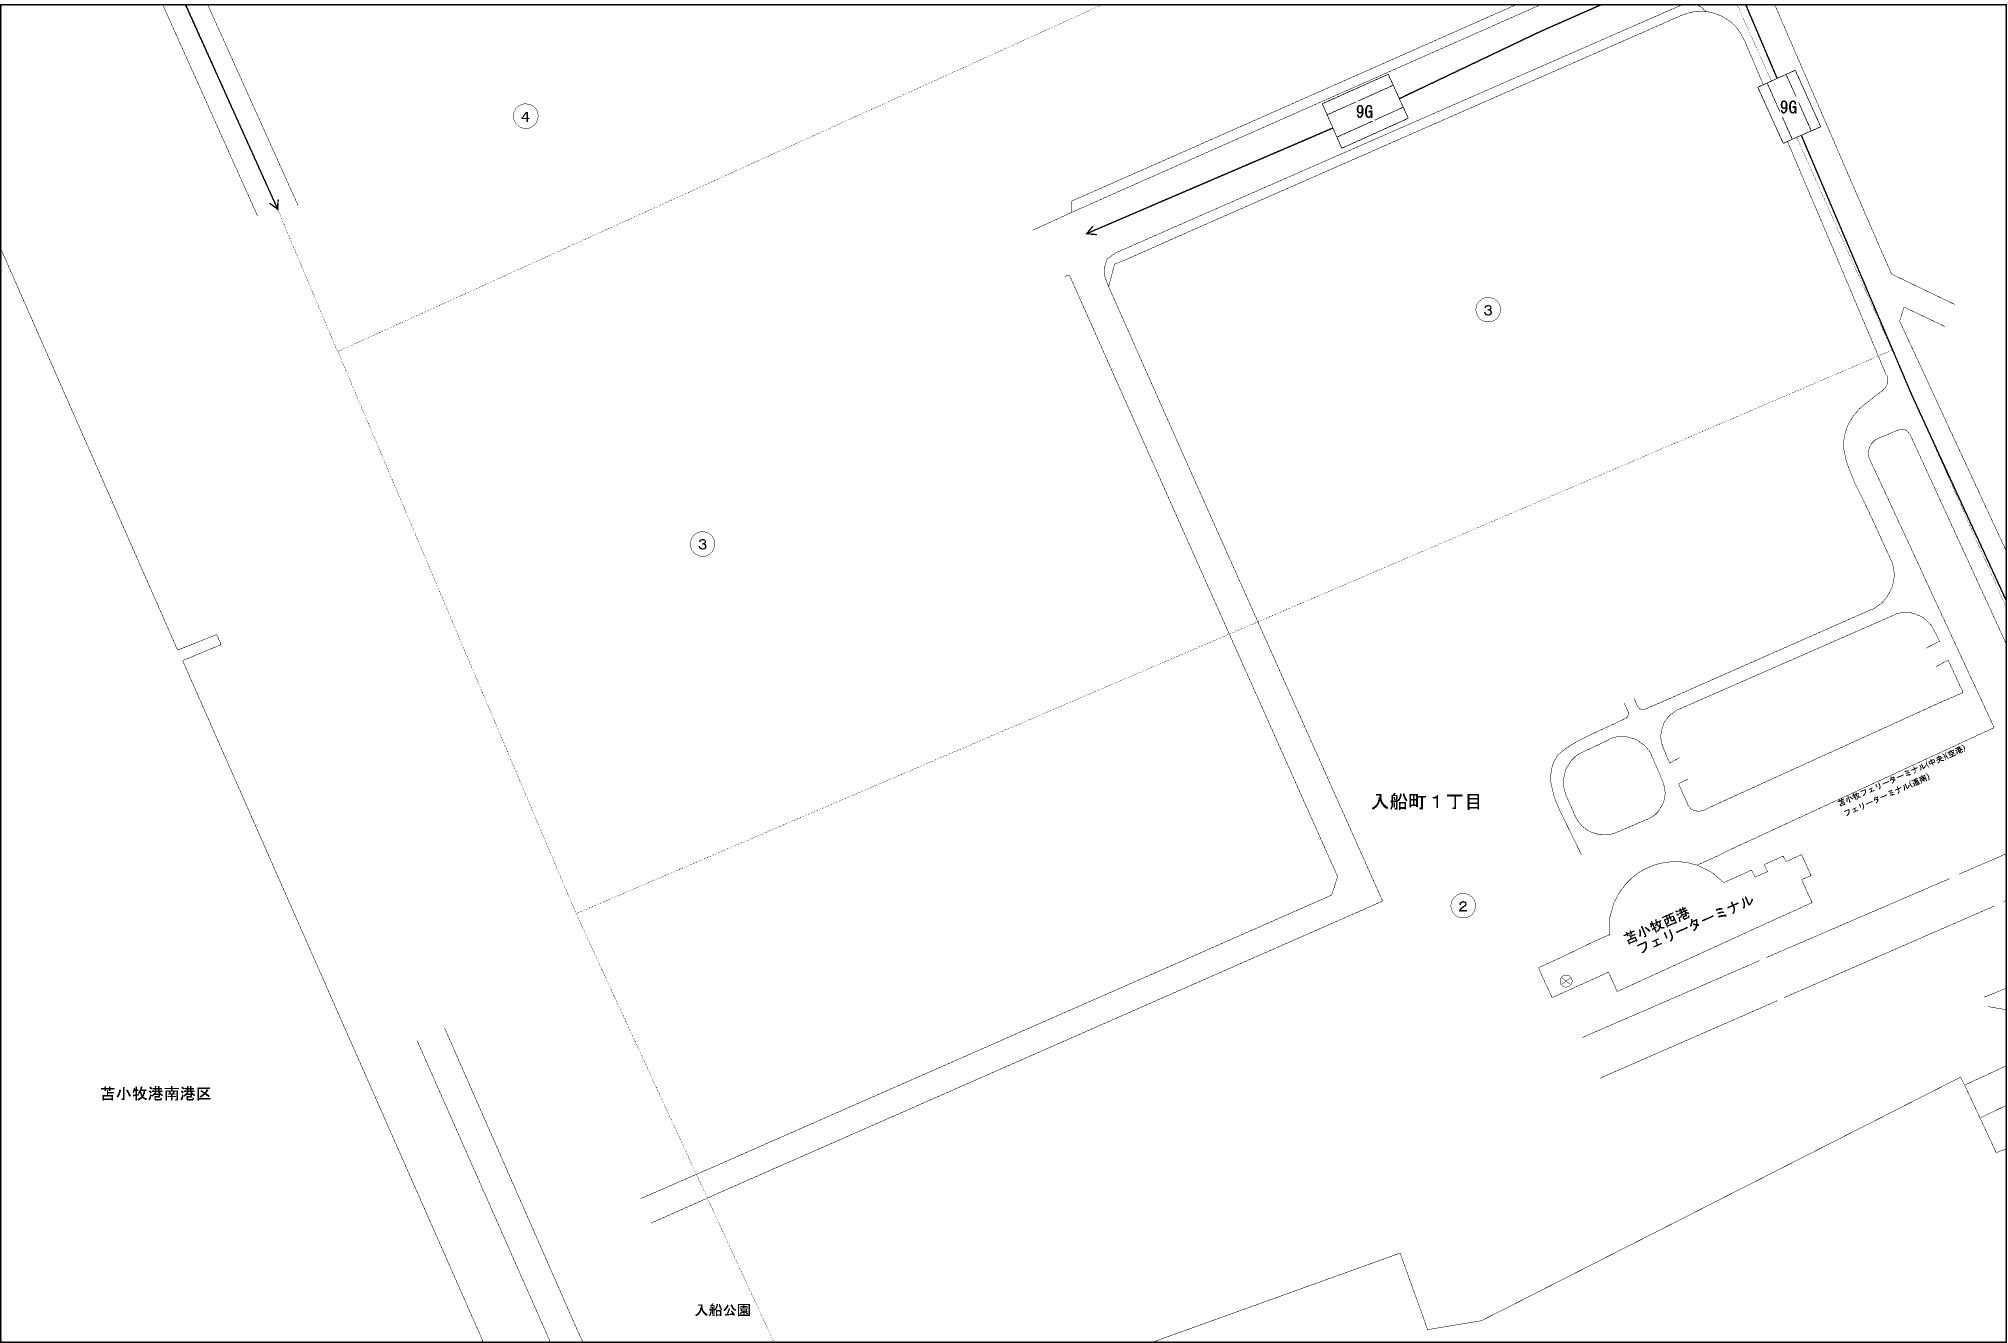 ④
9G
9G
③
③
入船町１丁目
苫小牧フェリーターミナル(中央)(空港)
フェリーターミナル(道南)
②
苫小牧西港
フェリーターミナル
苫小牧港南港区
入船公園